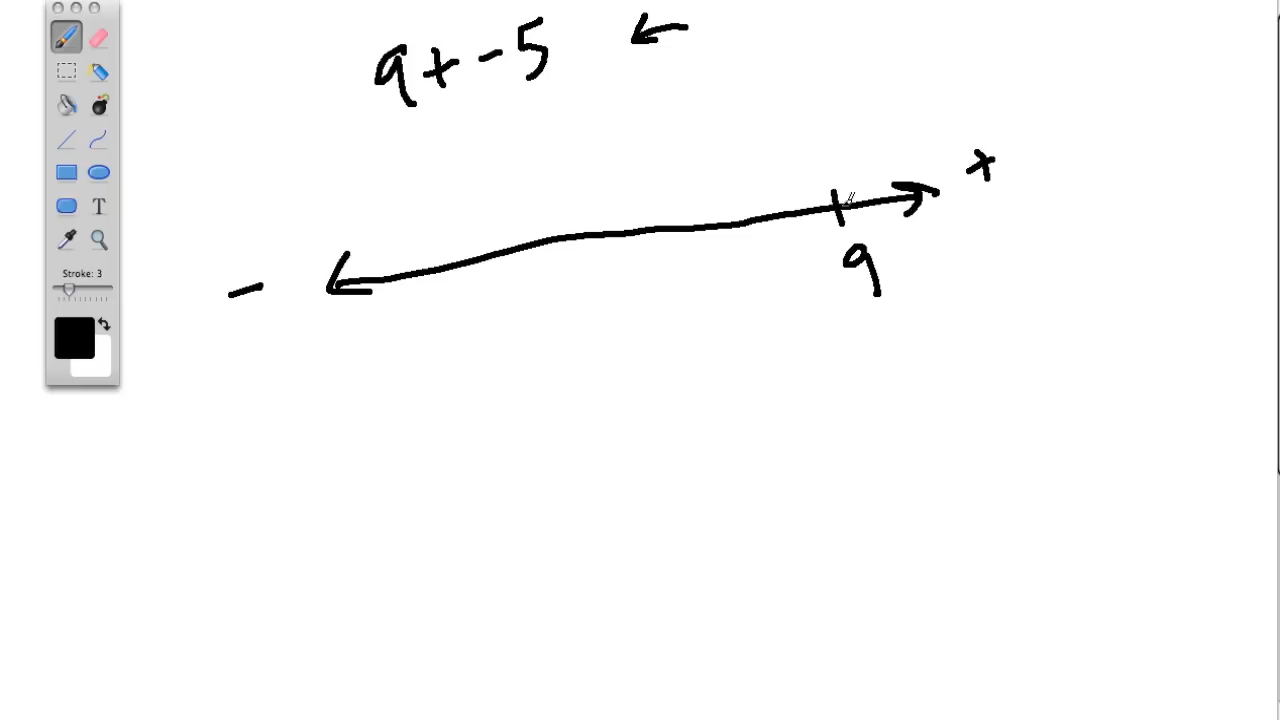 9 + -5 ←
+
-
9
Stroke: 3
T